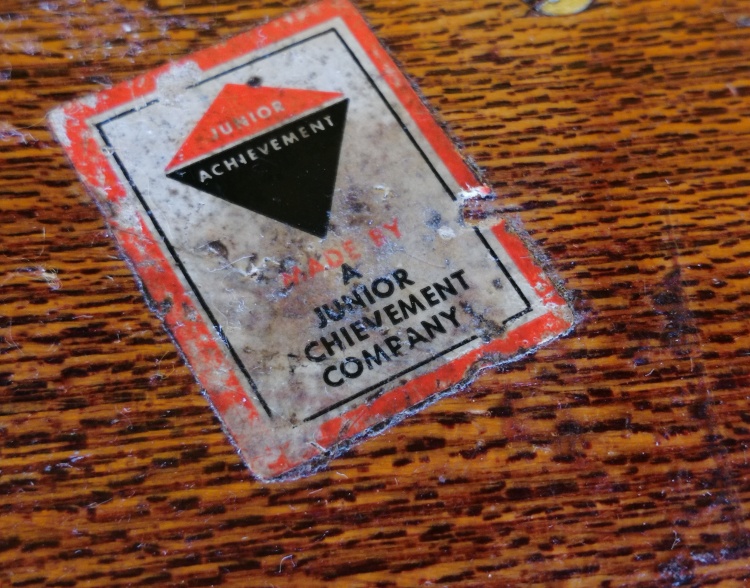 JUNIOR
ACHIEVEMENT
MADE BY
A
JUNIOR
CHIEVEMENT
COMPANY